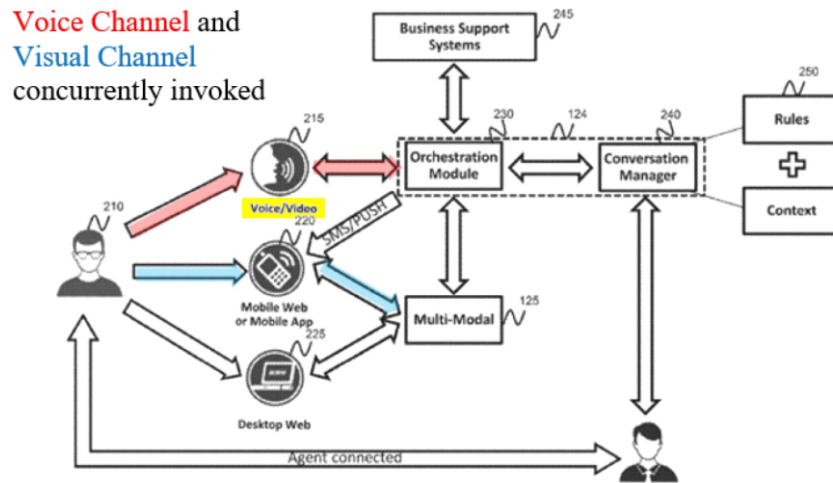 Voice Channel and
Visual Channel
concurrently invoked
245
Business Support
Systems
250
215
230
124
240
Rules
Orchestration
Module
Conversation
Manager
210
Voice/Video
220
SMS/PUSH
Context
Mobile Web
or Mobile App
125
Multi-Modal
225
Desktop Web
Agent connected